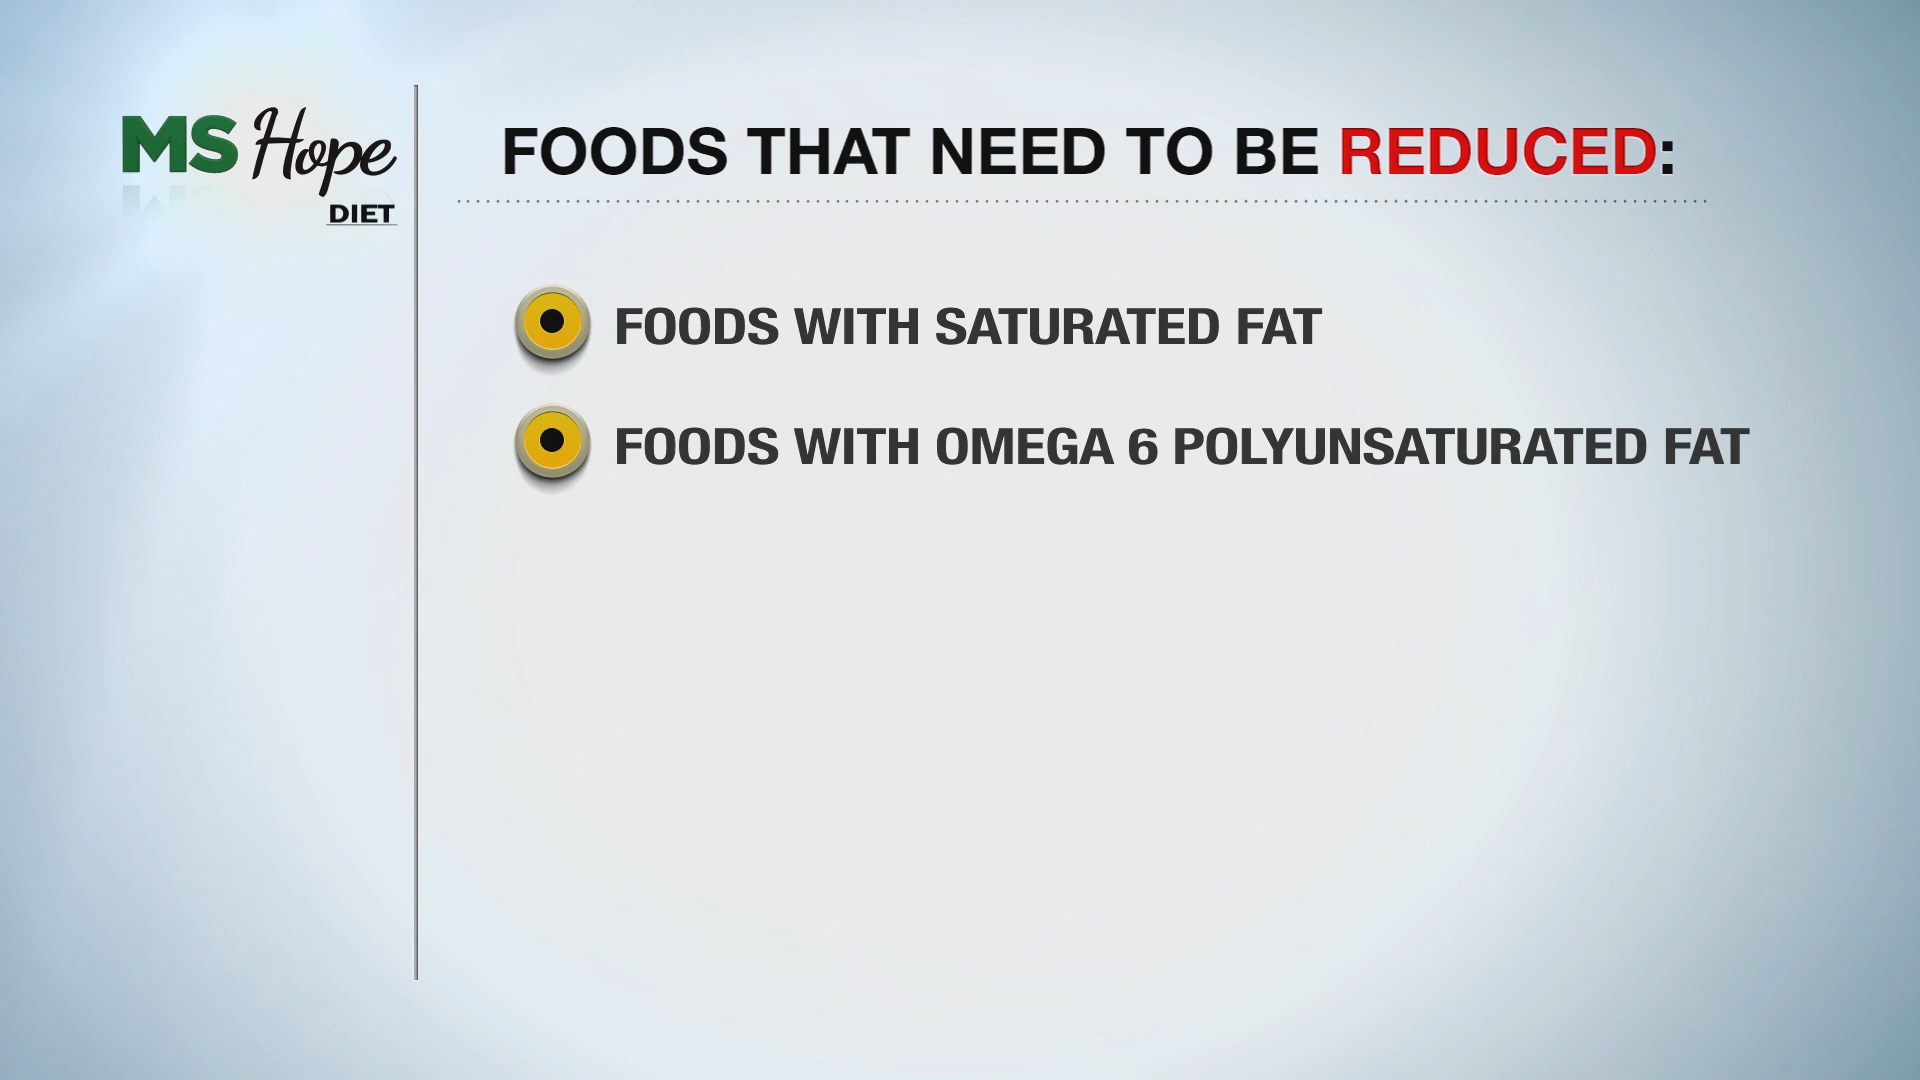 MS Hope
DIET
FOODS THAT NEED TO BE REDUCED:
FOODS WITH SATURATED FAT
FOODS WITH OMEGA 6 POLYUNSATURATED FAT